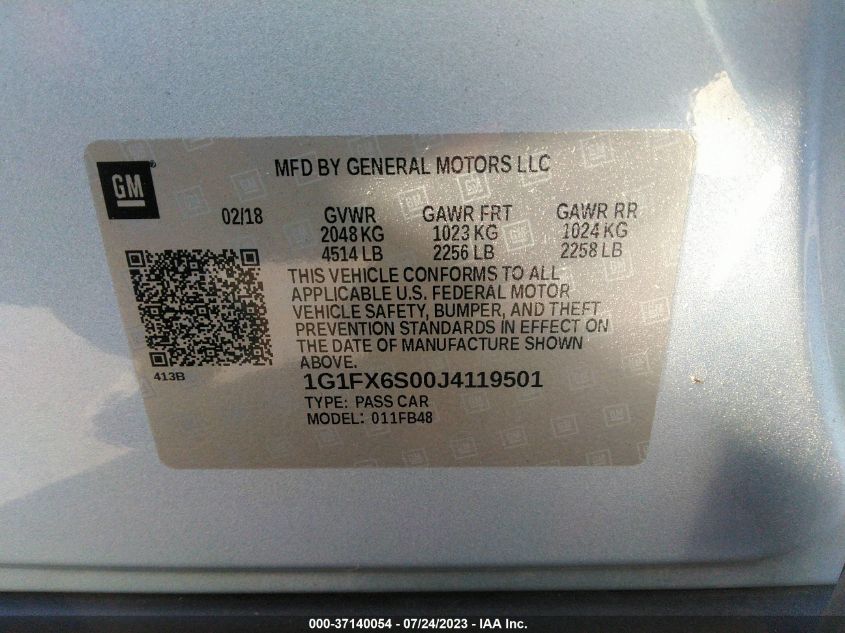 MFD BY GENERAL MOTORS LLC
GM®
02/18 GVWR GAWR FRT GAWR RR
2048 KG 1023 KG 1024 KG
4514 LB 2256 LB 2258 LB
THIS VEHICLE CONFORMS TO ALL
APPLICABLE U.S. FEDERAL MOTOR
VEHICLE SAFETY, BUMPER, AND THEFT
PREVENTION STANDARDS IN EFFECT ON
THE DATE OF MANUFACTURE SHOWN
ABOVE.
413B
1G1FX6S00J4119501
TYPE: PASS CAR
MODEL: 011FB48
000-37140054 - 07/24/2023 - IAA Inc.